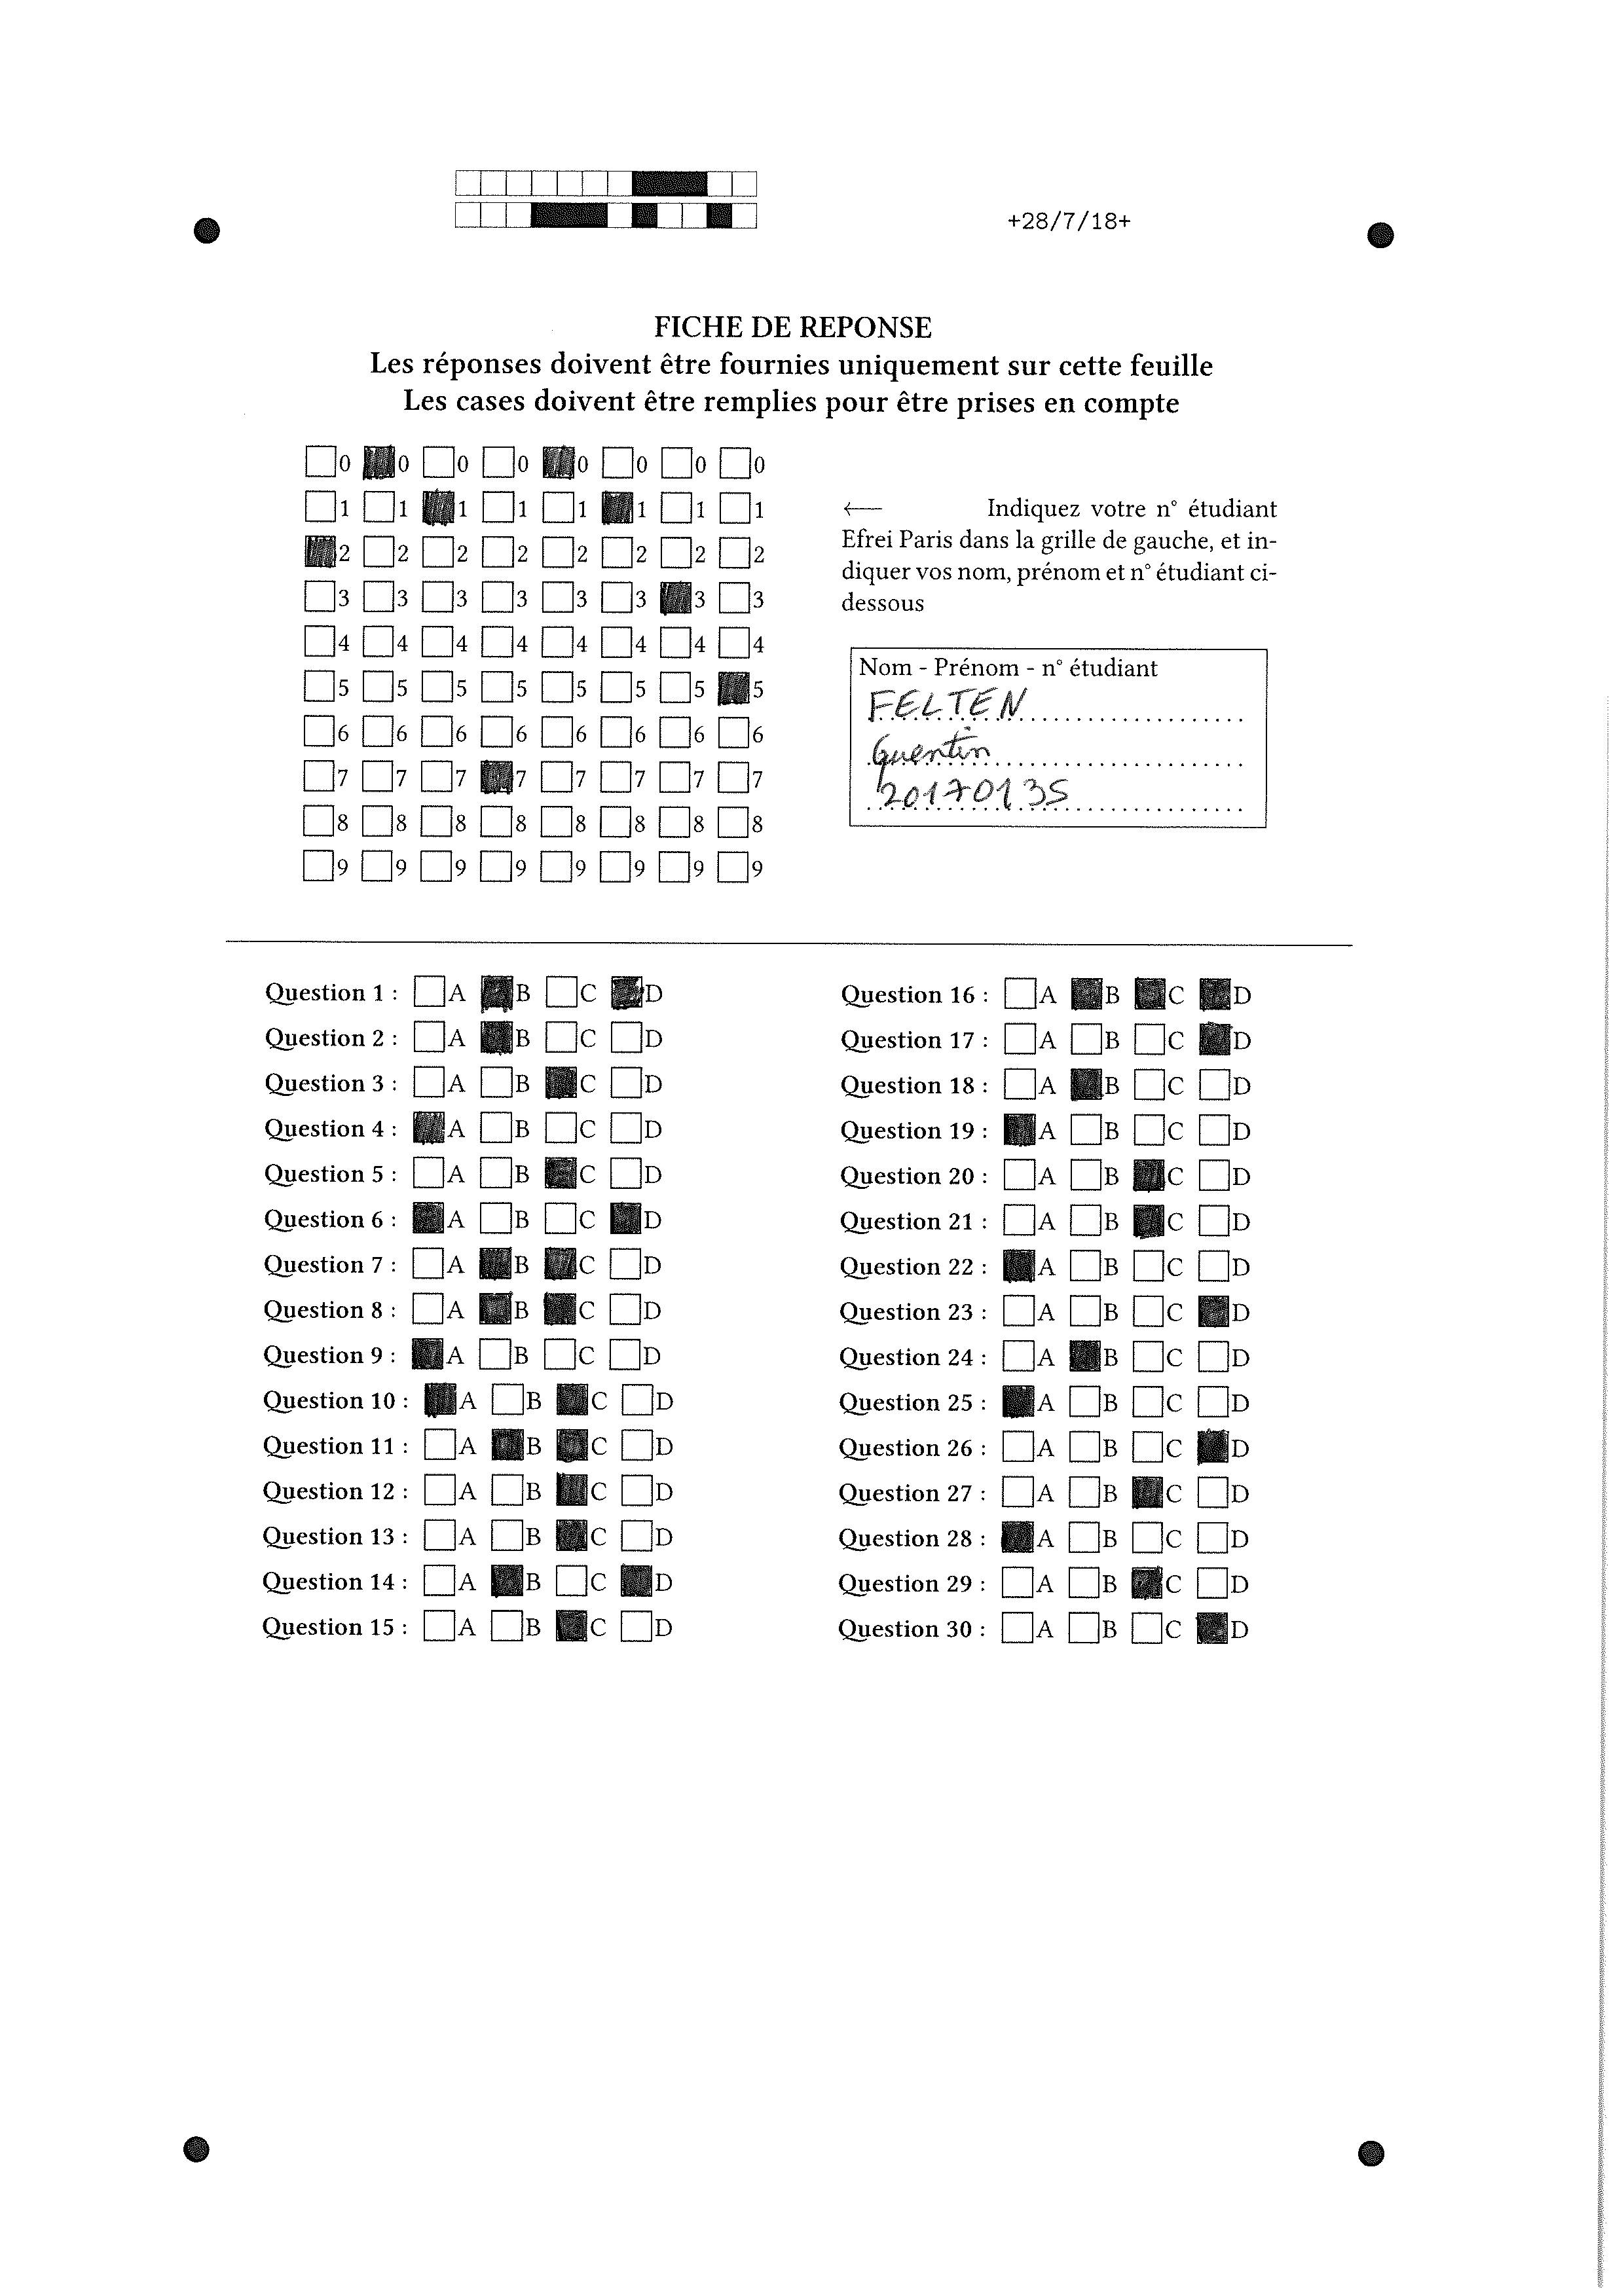 +28/7/18+
FICHE DE REPONSE
Les réponses doivent être fournies uniquement sur cette feuille
Les cases doivent être remplies pour être prises en compte
0 0 0 0 0 0 0 0
1 1 1 1 1 1 1 1
2 2 2 2 2 2 2 2
3 3 3 3 3 3 3 3
4 4 4 4 4 4 4 4
5 5 5 5 5 5 5 5
6 6 6 6 6 6 6 6
7 7 7 7 7 7 7 7
8 8 8 8 8 8 8 8
9 9 9 9 9 9 9 9
← Indiquez votre n° étudiant
Efrei Paris dans la grille de gauche, et in-
diquer vos nom, prénom et n° étudiant ci-
dessous
Nom - Prénom - n° étudiant
FELTEN
Quentin
20170135
Question 1 : A B C D
Question 2 : A B C D
Question 3 : A B C D
Question 4 : A B C D
Question 5 : A B C D
Question 6 : A B C D
Question 7 : A B C D
Question 8 : A B C D
Question 9 : A B C D
Question 10 : A B C D
Question 11 : A B C D
Question 12 : A B C D
Question 13 : A B C D
Question 14 : A B C D
Question 15 : A B C D
Question 16 : A B C D
Question 17 : A B C D
Question 18 : A B C D
Question 19 : A B C D
Question 20 : A B C D
Question 21 : A B C D
Question 22 : A B C D
Question 23 : A B C D
Question 24 : A B C D
Question 25 : A B C D
Question 26 : A B C D
Question 27 : A B C D
Question 28 : A B C D
Question 29 : A B C D
Question 30 : A B C D